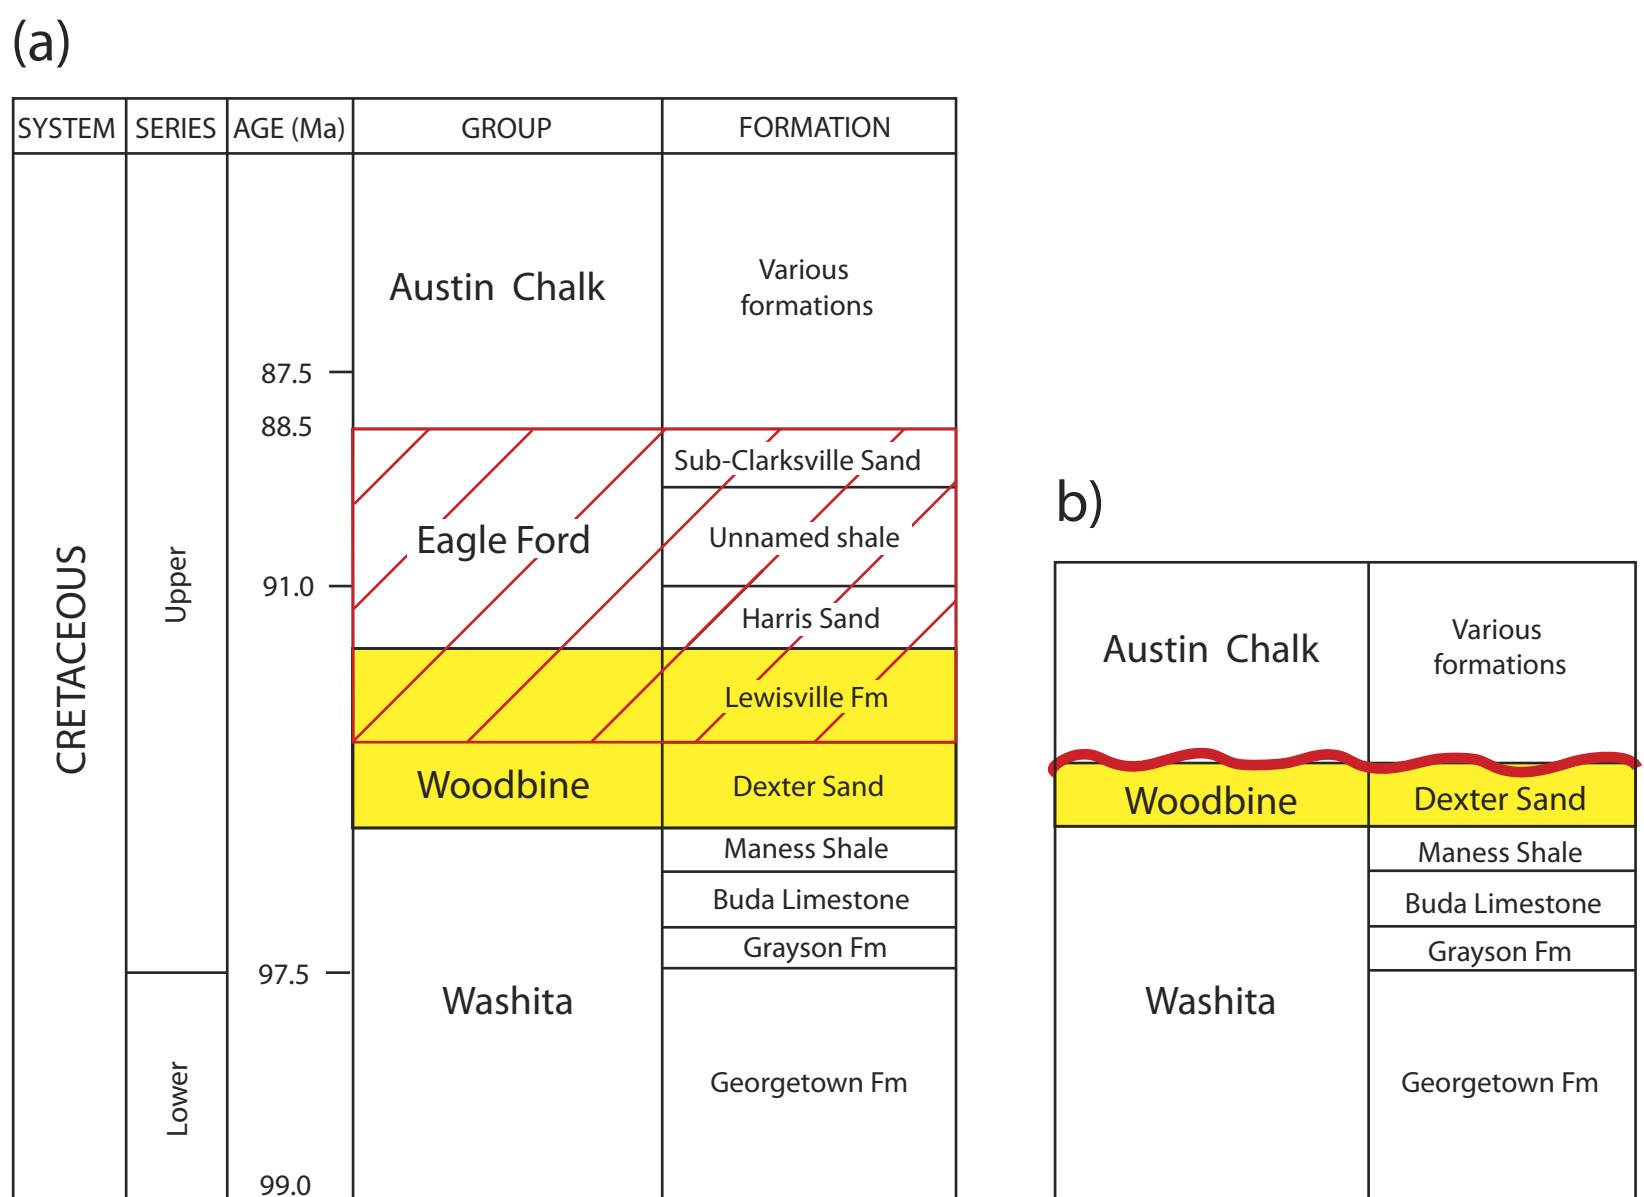 (a)
SYSTEM SERIES AGE (Ma) GROUP FORMATION
Austin Chalk
Various
formations
87.5
88.5
Sub-Clarksville Sand
Eagle Ford
Unnamed shale
91.0
Harris Sand
Lewisville Fm
Woodbine
Dexter Sand
Maness Shale
Buda Limestone
Grayson Fm
97.5
Washita
Georgetown Fm
99.0
CRETACEOUS
Upper
Lower
b)
Austin Chalk
Various
formations
Woodbine
Dexter Sand
Maness Shale
Buda Limestone
Grayson Fm
Washita
Georgetown Fm